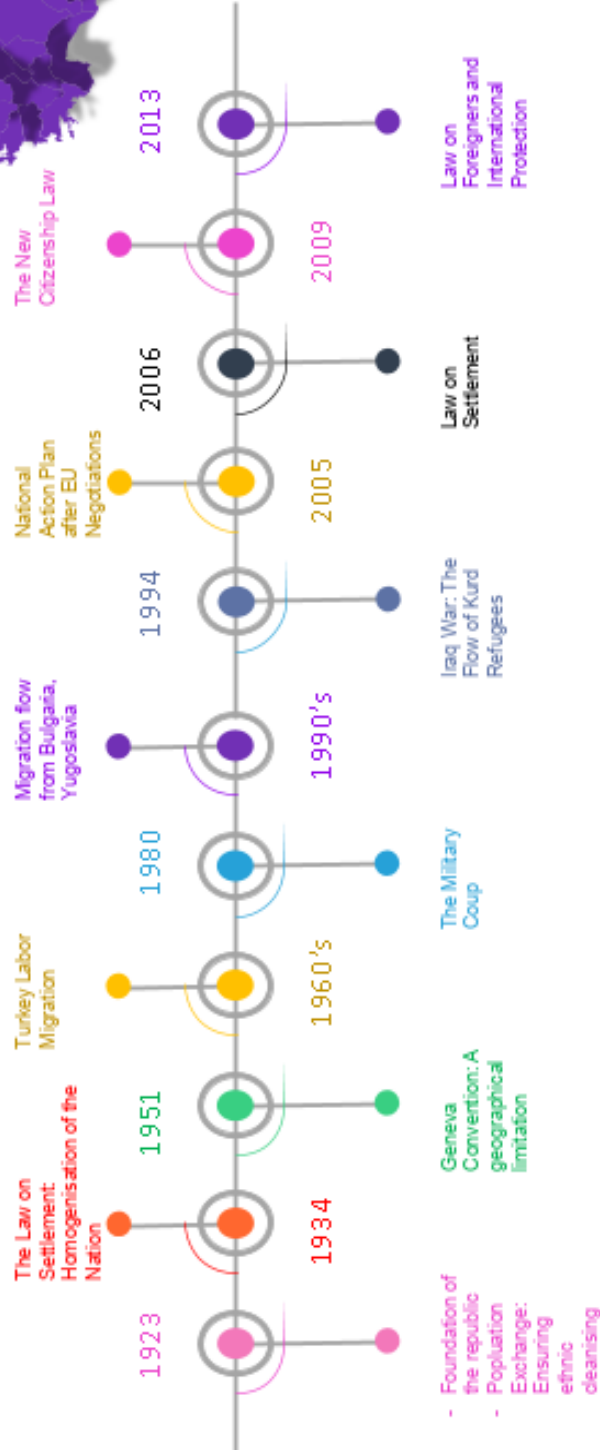 1923
- Foundation of
the republic
- Popluation
Exchange:
Ensuring
ethnic
cleanising
The Law on
Settlement:
Homogenisation of the
Nation
1934
1951
Geneva
Convention: A
geographical
limitation
Turkey Labor
Migration
1960's
1980
The Military
Coup
Migration flow
from Bulgaria,
Yugoslavia
1990's
1994
Iraq War: The
Flow of Kurd
Refugees
National
Action Plan
after EU
Negotiations
2005
2006
Law on
Settlement
The New
Citizenship Law
2009
2013
Law on
Foreigners and
International
Protection